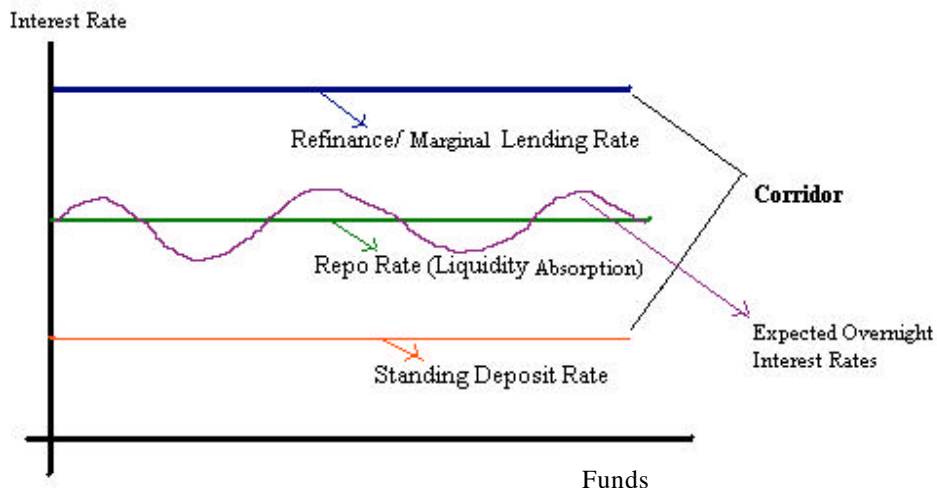 Interest Rate
Refinance/ Marginal Lending Rate
Corridor
Repo Rate (Liquidity Absorption)
Expected Overnight
Interest Rates
Standing Deposit Rate
Funds